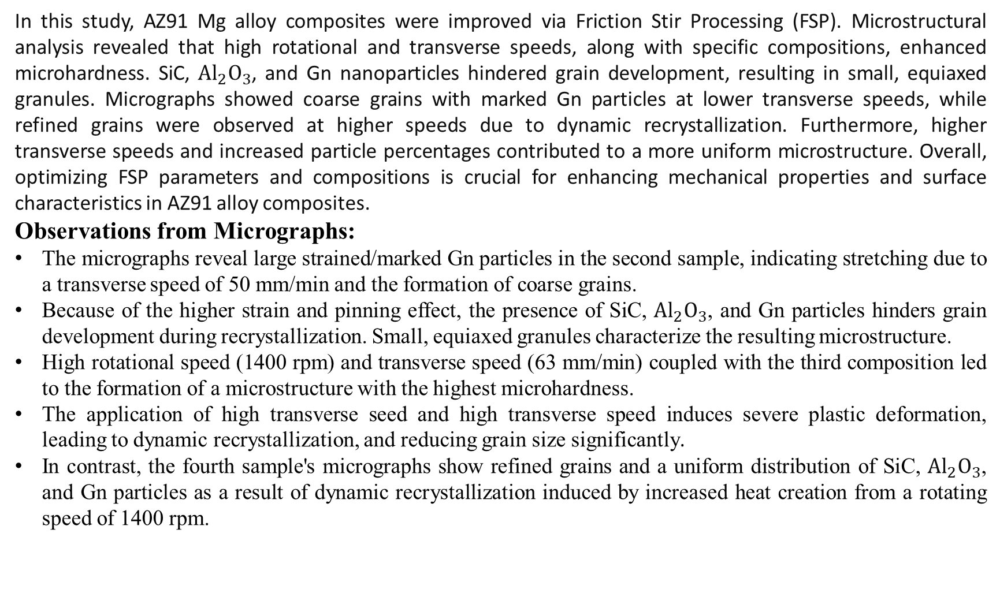 In this study, AZ91 Mg alloy composites were improved via Friction Stir Processing (FSP). Microstructural
analysis revealed that high rotational and transverse speeds, along with specific compositions, enhanced
microhardness. SiC, Al₂O₃, and Gn nanoparticles hindered grain development, resulting in small, equiaxed
granules. Micrographs showed coarse grains with marked Gn particles at lower transverse speeds, while
refined grains were observed at higher speeds due to dynamic recrystallization. Furthermore, higher
transverse speeds and increased particle percentages contributed to a more uniform microstructure. Overall,
optimizing FSP parameters and compositions is crucial for enhancing mechanical properties and surface
characteristics in AZ91 alloy composites.
Observations from Micrographs:
• The micrographs reveal large strained/marked Gn particles in the second sample, indicating stretching due to
a transverse speed of 50 mm/min and the formation of coarse grains.
• Because of the higher strain and pinning effect, the presence of SiC, Al₂O₃, and Gn particles hinders grain
development during recrystallization. Small, equiaxed granules characterize the resulting microstructure.
• High rotational speed (1400 rpm) and transverse speed (63 mm/min) coupled with the third composition led
to the formation of a microstructure with the highest microhardness.
• The application of high transverse seed and high transverse speed induces severe plastic deformation,
leading to dynamic recrystallization, and reducing grain size significantly.
• In contrast, the fourth sample's micrographs show refined grains and a uniform distribution of SiC, Al₂O₃,
and Gn particles as a result of dynamic recrystallization induced by increased heat creation from a rotating
speed of 1400 rpm.